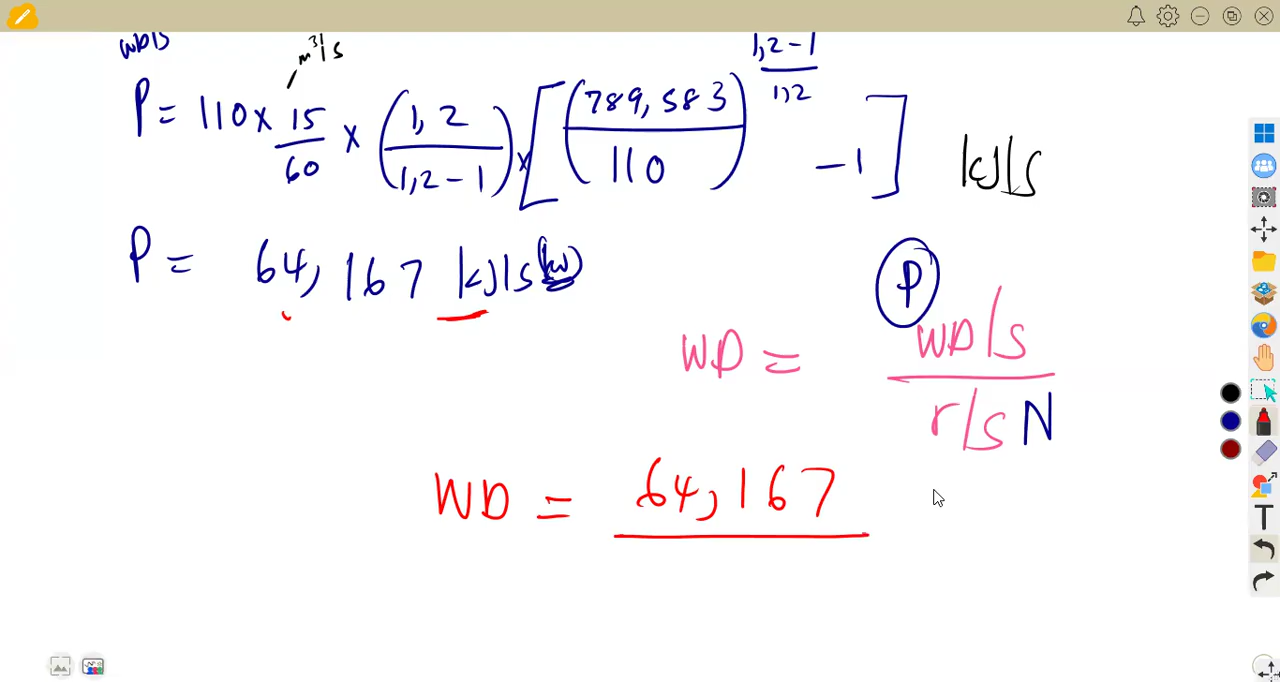 WD/s
m³/s
P = 110 × 15/60 × (1,2/(1,2-1)) × [(789,583/110)^((1,2-1)/1,2) - 1] kJ/s
P = 64,167 kJ/s (kw)
P
WD = WD/s / r/s N
WD = 64,167
T